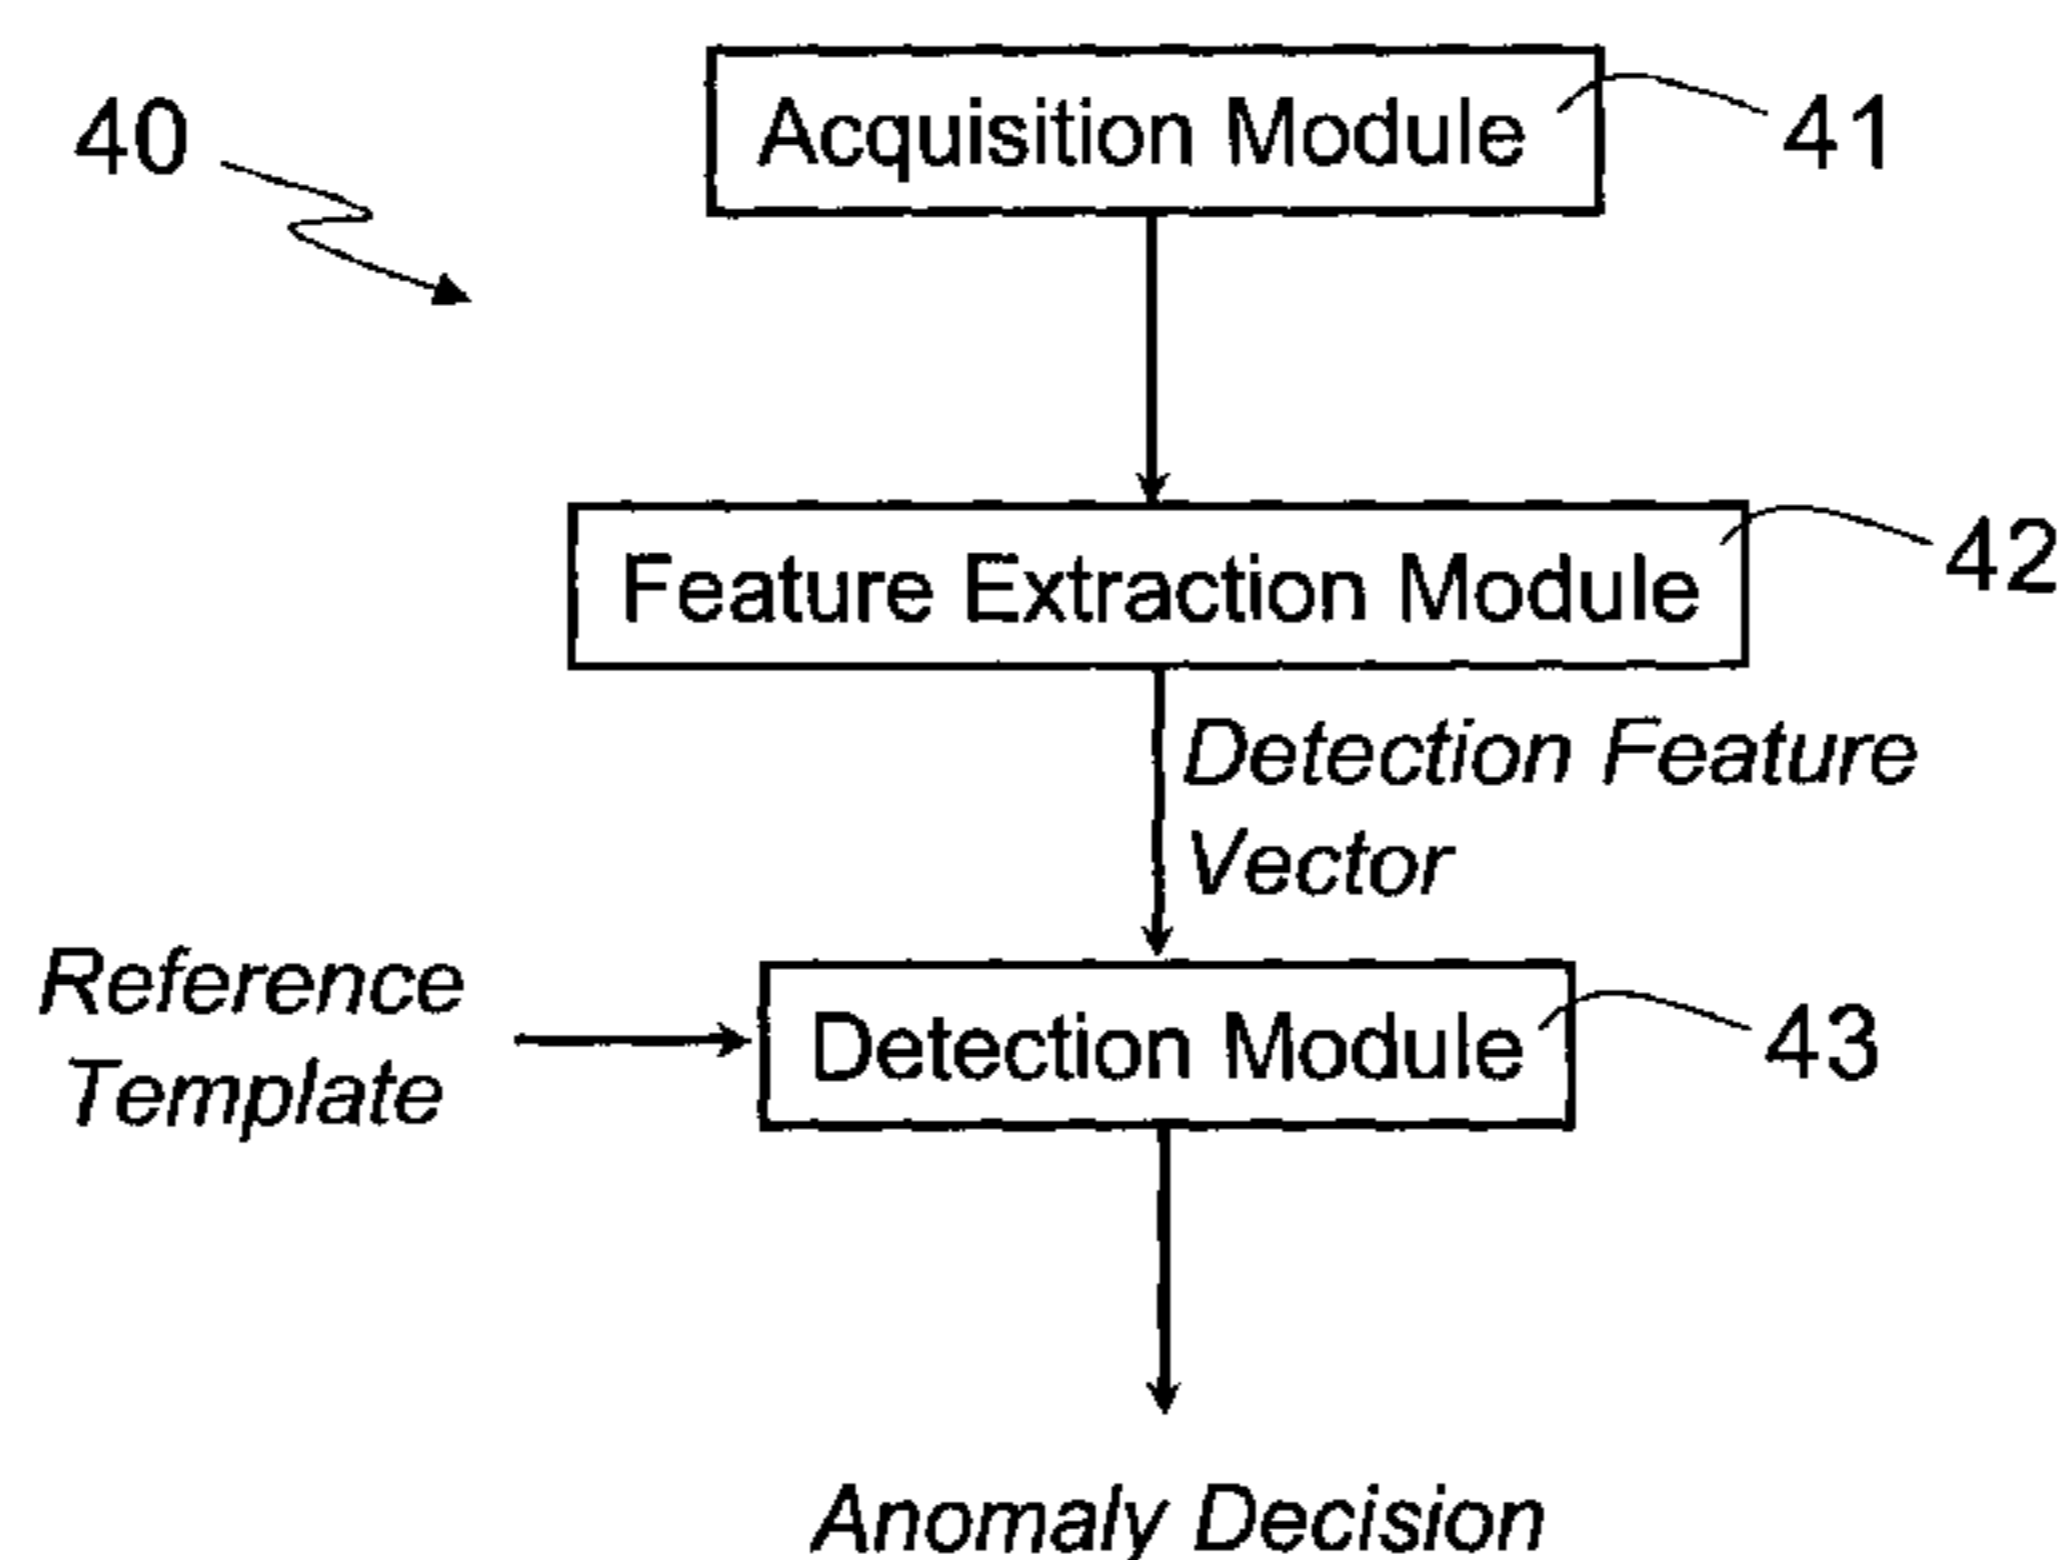 40
Acquisition Module
41
Feature Extraction Module
42
Detection Feature
Vector
Reference
Template
Detection Module
43
Anomaly Decision